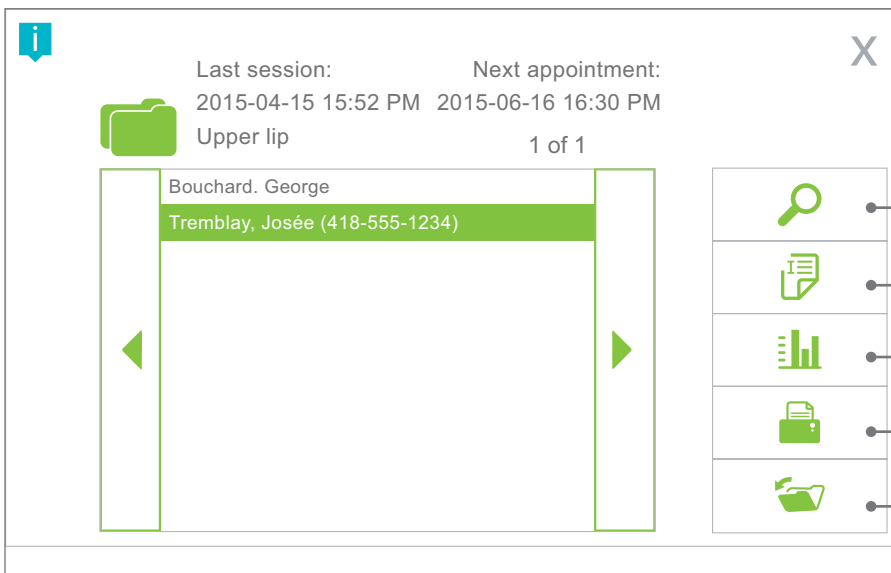 i
X
Last session:
Next appointment:
2015-04-15 15:52 PM
2015-06-16 16:30 PM
Upper lip
1 of 1
Bouchard. George
Tremblay, Josée (418-555-1234)